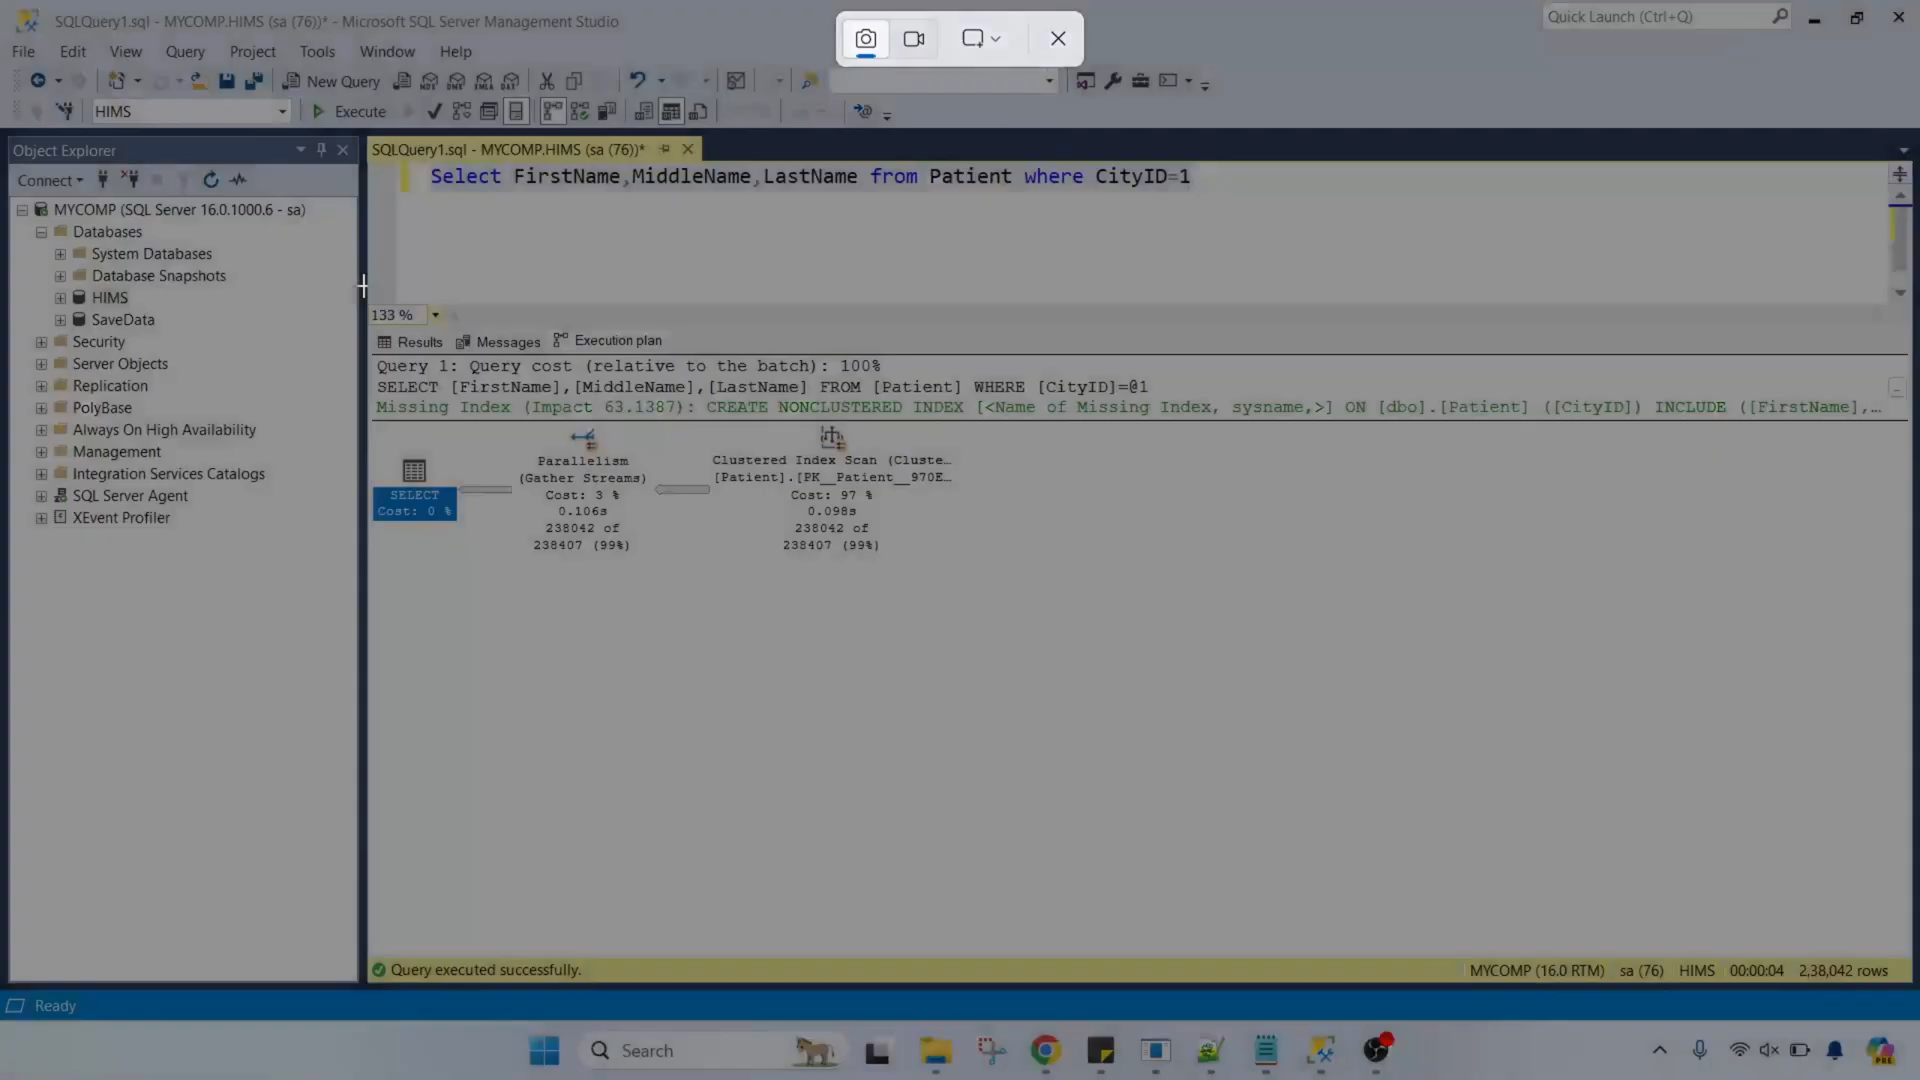 SQLQuery1.sql - MYCOMP.HIMS (sa (76))* - Microsoft SQL Server Management Studio
Quick Launch (Ctrl+Q)
File Edit View Query Project Tools Window Help
New Query
HIMS
Execute
Object Explorer
SQLQuery1.sql - MYCOMP.HIMS (sa (76))*
Connect
Select FirstName,MiddleName,LastName from Patient where CityID=1
MYCOMP (SQL Server 16.0.1000.6 - sa)
Databases
System Databases
Database Snapshots
HIMS
SaveData
Security
Server Objects
Replication
PolyBase
Always On High Availability
Management
Integration Services Catalogs
SQL Server Agent
XEvent Profiler
133 %
Results Messages Execution plan
Query 1: Query cost (relative to the batch): 100%
SELECT [FirstName],[MiddleName],[LastName] FROM [Patient] WHERE [CityID]=@1
Missing Index (Impact 63.1387): CREATE NONCLUSTERED INDEX [<Name of Missing Index, sysname,>] ON [dbo].[Patient] ([CityID]) INCLUDE ([FirstName],...
SELECT
Cost: 0 %
Parallelism
(Gather Streams)
Cost: 3 %
0.106s
238042 of
238407 (99%)
Clustered Index Scan (Cluste...
[Patient].[PK__Patient__970E...
Cost: 97 %
0.098s
238042 of
238407 (99%)
Query executed successfully.
MYCOMP (16.0 RTM) sa (76) HIMS 00:00:04 2,38,042 rows
Ready
Search